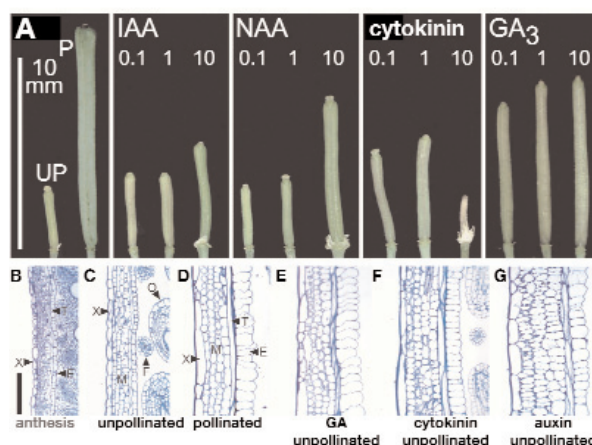 A IAA NAA cytokinin GA3
P 0.1 1 10 0.1 1 10 0.1 1 10 0.1 1 10
10
mm
UP
B C D E F G
O
X T
X M F M X E
E M
anthesis unpollinated pollinated GA cytokinin auxin
unpollinated unpollinated unpollinated